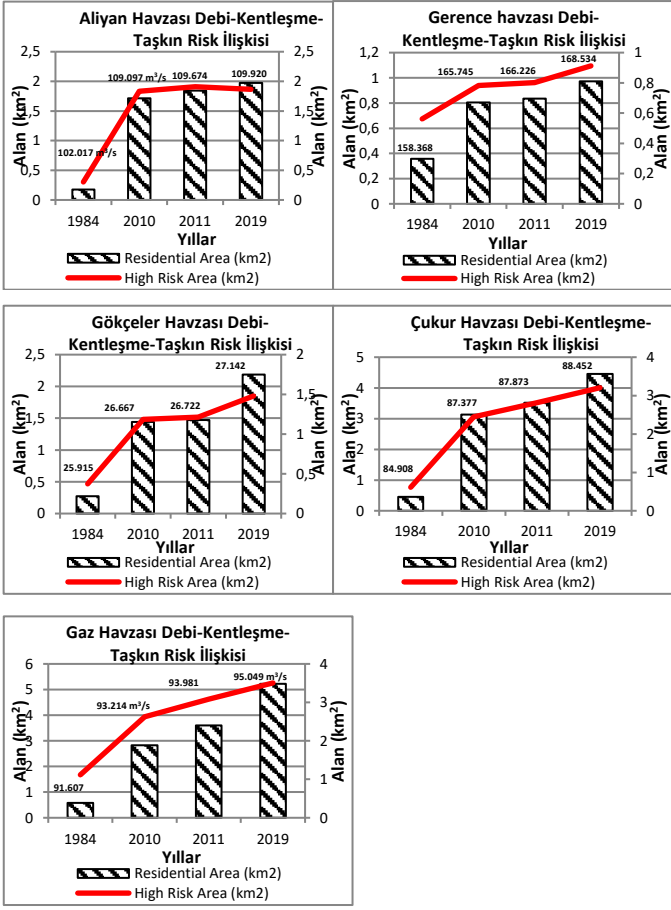 Aliyan Havzası Debi-Kentleşme-
Taşkın Risk İlişkisi
2,5
2
1,5
1
0,5
0
2,5
2
1,5
1
0,5
0
Alan (km²)
Alan (km²)
102.017 m³/s
109.097 m³/s
109.674
109.920
1984 2010 2011 2019
Yıllar
Residential Area (km2)
High Risk Area (km2)
Gerence havzası Debi-
Kentleşme-Taşkın Risk İlişkisi
1,2
1
0,8
0,6
0,4
0,2
0
1
0,8
0,6
0,4
0,2
0
Alan (km²)
Alan (km²)
158.368
165.745
166.226
168.534
1984 2010 2011 2019
Yıllar
Residential Area (km2)
High Risk Area (km2)
Gökçeler Havzası Debi-
Kentleşme-Taşkın Risk İlişkisi
2,5
2
1,5
1
0,5
0
2
1,5
1
0,5
0
Alan (km²)
Alan (km²)
25.915
26.667
26.722
27.142
1984 2010 2011 2019
Yıllar
Residential Area (km2)
High Risk Area (km2)
Çukur Havzası Debi-Kentleşme-
Taşkın Risk İlişkisi
5
4
3
2
1
0
4
3
2
1
0
Alan (km²)
Alan (km²)
84.908
87.377
87.873
88.452
1984 2010 2011 2019
Yıllar
Residential Area (km2)
High Risk Area (km2)
Gaz Havzası Debi-Kentleşme-
Taşkın Risk İlişkisi
6
5
4
3
2
1
0
4
3
2
1
0
Alan (km²)
Alan (km²)
91.607
93.214 m³/s
93.981
95.049 m³/s
1984 2010 2011 2019
Yıllar
Residential Area (km2)
High Risk Area (km2)